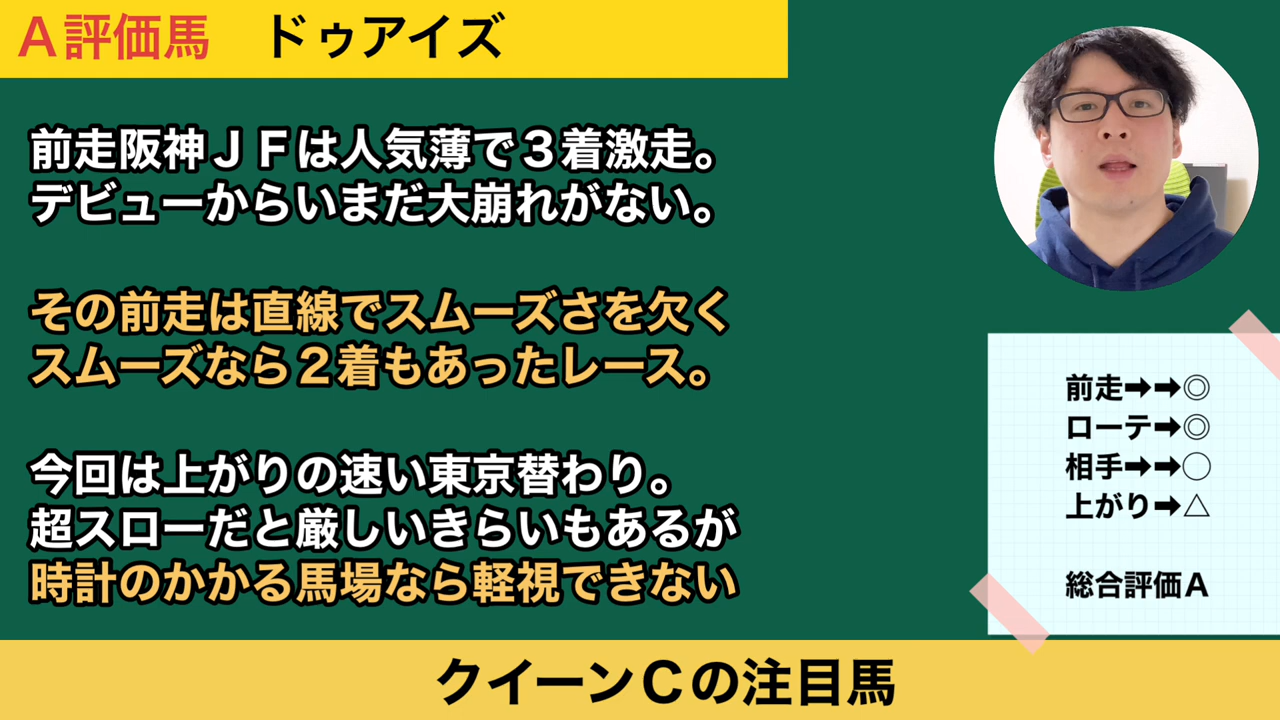 A評価馬　ドゥアイズ
前走阪神ＪＦは人気薄で３着激走。
デビューからいまだ大崩れがない。
その前走は直線でスムーズさを欠く
スムーズなら２着もあったレース。
今回は上がりの速い東京替わり。
超スローだと厳しいきらいもあるが
時計のかかる馬場なら軽視できない
前走➡➡◎
ローテ➡◎
相手➡➡○
上がり➡△
総合評価A
クイーンCの注目馬